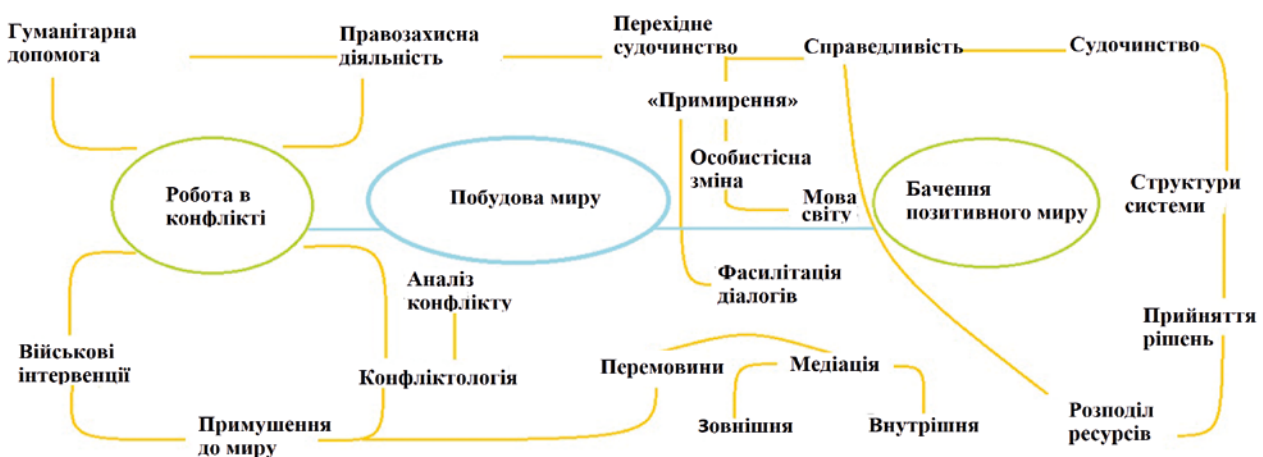 Гуманітарна
допомога
Правозахисна
діяльність
Перехідне
судочинство
Справедливість
Судочинство
«Примирення»
Особистісна
зміна
Мова
світу
Робота в
конфлікті
Побудова миру
Бачення
позитивного миру
Структури
системи
Аналіз
конфлікту
Фасилітація
діалогів
Прийняття
рішень
Військові
інтервенції
Конфліктологія
Перемовини
Медіація
Зовнішня
Внутрішня
Розподіл
ресурсів
Примушення
до миру